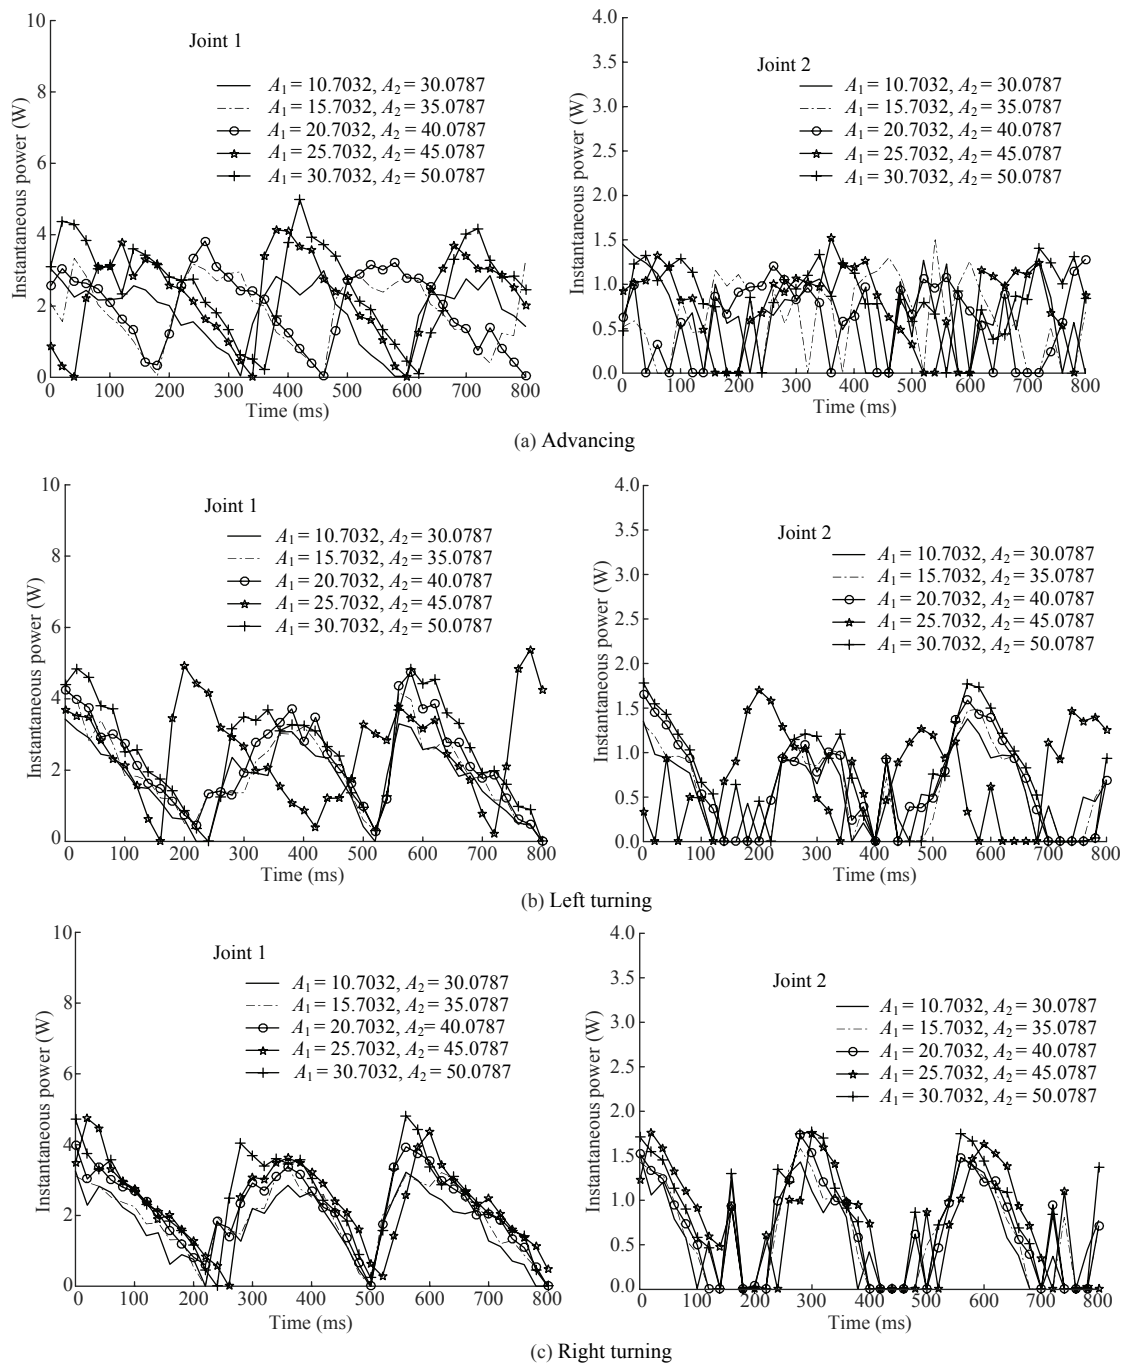 Joint 1
A1 = 10.7032, A2 = 30.0787
A1 = 15.7032, A2 = 35.0787
A1 = 20.7032, A2 = 40.0787
A1 = 25.7032, A2 = 45.0787
A1 = 30.7032, A2 = 50.0787
Instantaneous power (W)
10
8
6
4
2
0
0 100 200 300 400 500 600 700 800
Time (ms)
Joint 2
A1 = 10.7032, A2 = 30.0787
A1 = 15.7032, A2 = 35.0787
A1 = 20.7032, A2 = 40.0787
A1 = 25.7032, A2 = 45.0787
A1 = 30.7032, A2 = 50.0787
Instantaneous power (W)
4.0
3.5
3.0
2.5
2.0
1.5
1.0
0.5
0.0
0 100 200 300 400 500 600 700 800
Time (ms)
(a) Advancing
Joint 1
A1 = 10.7032, A2 = 30.0787
A1 = 15.7032, A2 = 35.0787
A1 = 20.7032, A2 = 40.0787
A1 = 25.7032, A2 = 45.0787
A1 = 30.7032, A2 = 50.0787
Instantaneous power (W)
10
8
6
4
2
0
0 100 200 300 400 500 600 700 800
Time (ms)
Joint 2
A1 = 10.7032, A2 = 30.0787
A1 = 15.7032, A2 = 35.0787
A1 = 20.7032, A2 = 40.0787
A1 = 25.7032, A2 = 45.0787
A1 = 30.7032, A2 = 50.0787
Instantaneous power (W)
4.0
3.5
3.0
2.5
2.0
1.5
1.0
0.5
0.0
0 100 200 300 400 500 600 700 800
Time (ms)
(b) Left turning
Joint 1
A1 = 10.7032, A2 = 30.0787
A1 = 15.7032, A2 = 35.0787
A1 = 20.7032, A2= 40.0787
A1 = 25.7032, A2 = 45.0787
A1 = 30.7032, A2 = 50.0787
Instantaneous power (W)
10
8
6
4
2
0
0 100 200 300 400 500 600 700 800
Time (ms)
Joint 2
A1 = 10.7032, A2 = 30.0787
A1 = 15.7032, A2 = 35.0787
A1 = 20.7032, A2 = 40.0787
A1 = 25.7032, A2 = 45.0787
A1 = 30.7032, A2 = 50.0787
Instantaneous power (W)
4.0
3.5
3.0
2.5
2.0
1.5
1.0
0.5
0.0
0 100 200 300 400 500 600 700 800
Time (ms)
(c) Right turning